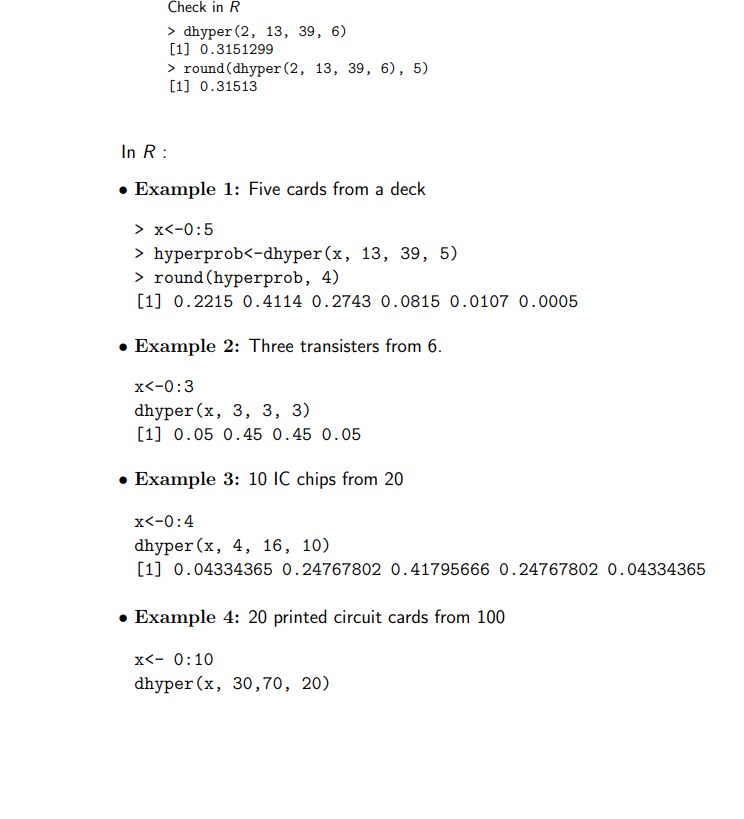 Check in R
> dhyper(2, 13, 39, 6)
[1] 0.3151299
> round(dhyper(2, 13, 39, 6), 5)
[1] 0.31513
In R :
• Example 1: Five cards from a deck
> x<-0:5
> hyperprob<-dhyper(x, 13, 39, 5)
> round(hyperprob, 4)
[1] 0.2215 0.4114 0.2743 0.0815 0.0107 0.0005
• Example 2: Three transisters from 6.
x<-0:3
dhyper(x, 3, 3, 3)
[1] 0.05 0.45 0.45 0.05
• Example 3: 10 IC chips from 20
x<-0:4
dhyper(x, 4, 16, 10)
[1] 0.04334365 0.24767802 0.41795666 0.24767802 0.04334365
• Example 4: 20 printed circuit cards from 100
x<- 0:10
dhyper(x, 30,70, 20)